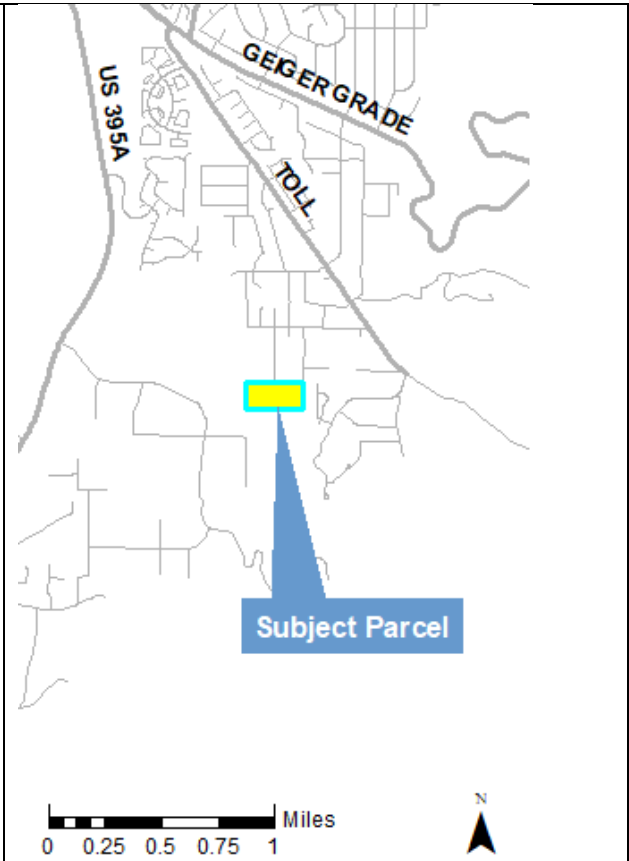 GEIGER GRADE
US 395A
TOLL
Subject Parcel
Miles
0 0.25 0.5 0.75 1
N